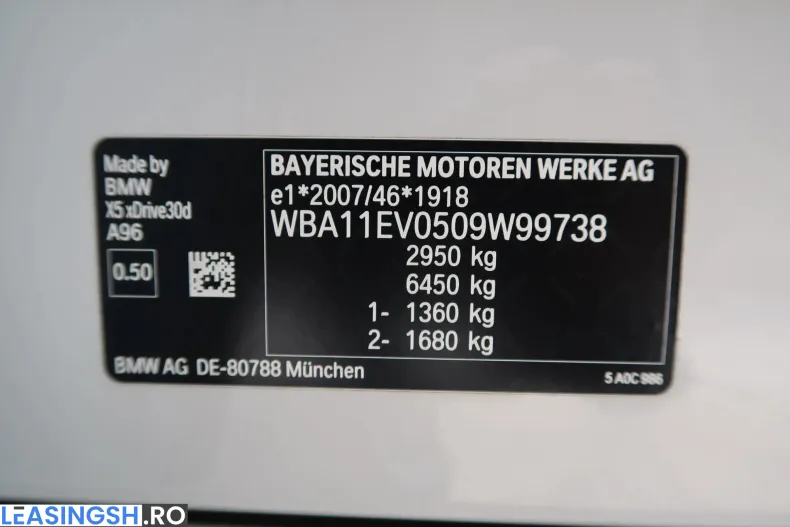 Made by
BMW
X5 xDrive30d
A96
0.50
BAYERISCHE MOTOREN WERKE AG
e1*2007/46*1918
WBA11EV0509W99738
2950 kg
6450 kg
1- 1360 kg
2- 1680 kg
BMW AG DE-80788 München
5 A0C 986
LEASINGSH.RO